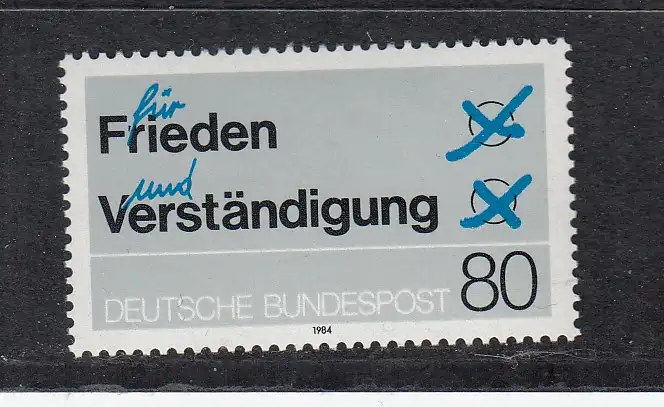 für
Frieden
und
Verständigung
DEUTSCHE BUNDESPOST 80
1984